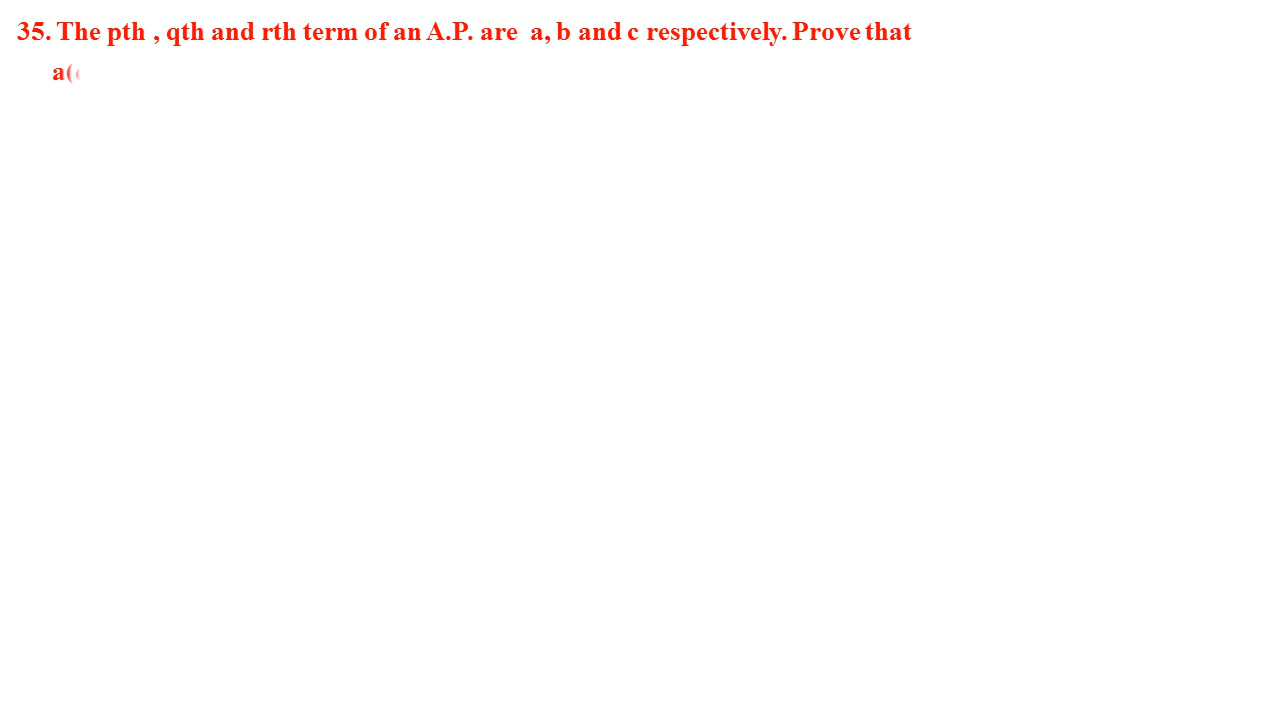 35. The pth , qth and rth term of an A.P. are a, b and c respectively. Prove that
a(